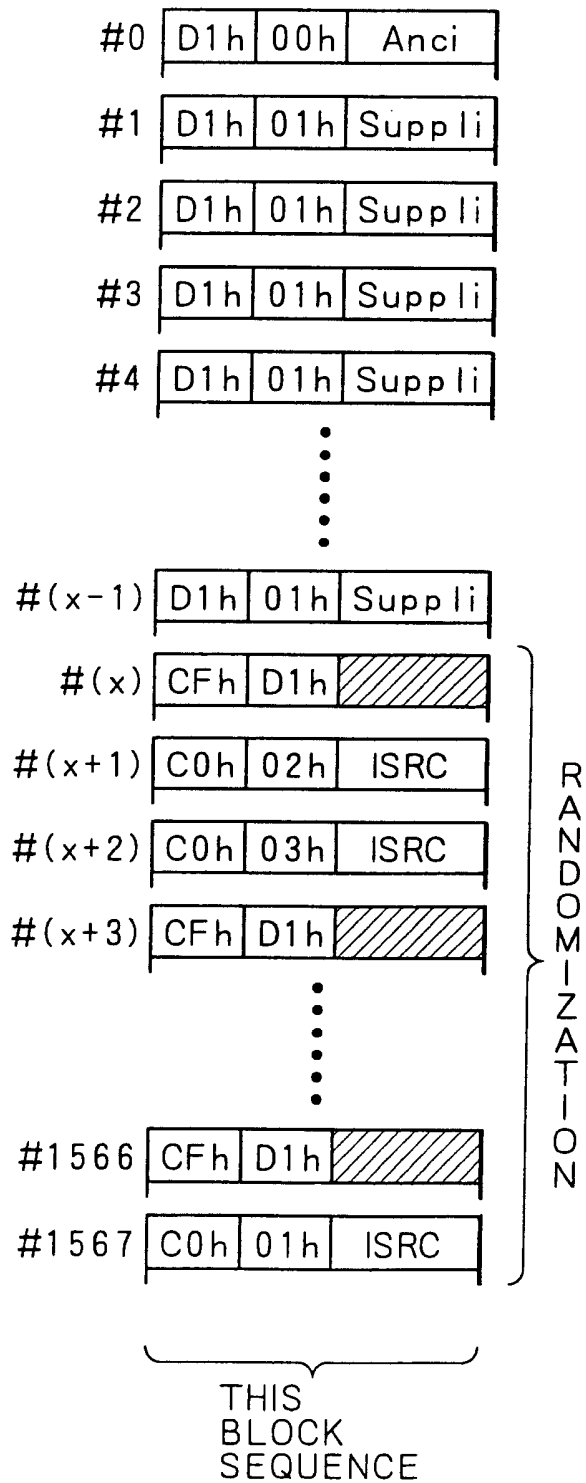 #0 D1h 00h Anci
#1 D1h 01h Suppli
#2 D1h 01h Suppli
#3 D1h 01h Suppli
#4 D1h 01h Suppli
#(x-1) D1h 01h Suppli
#(x) CFh D1h
#(x+1) C0h 02h ISRC
#(x+2) C0h 03h ISRC
#(x+3) CFh D1h
#1566 CFh D1h
#1567 C0h 01h ISRC
RANDOMIZATION
THIS
BLOCK
SEQUENCE